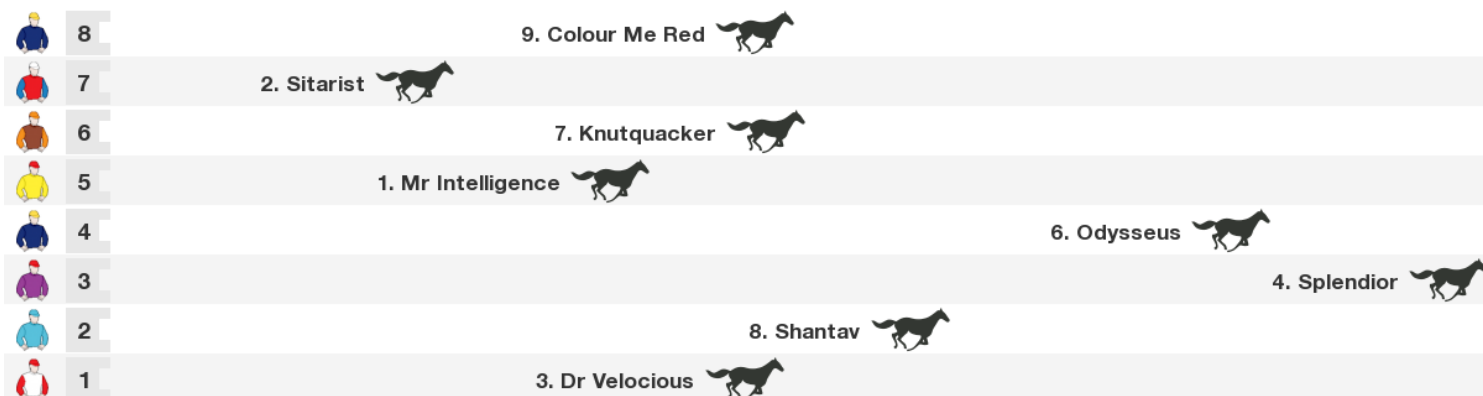 8 9. Colour Me Red
7 2. Sitarist
6 7. Knutquacker
5 1. Mr Intelligence
4 6. Odysseus
3 4. Splendior
2 8. Shantav
1 3. Dr Velocious